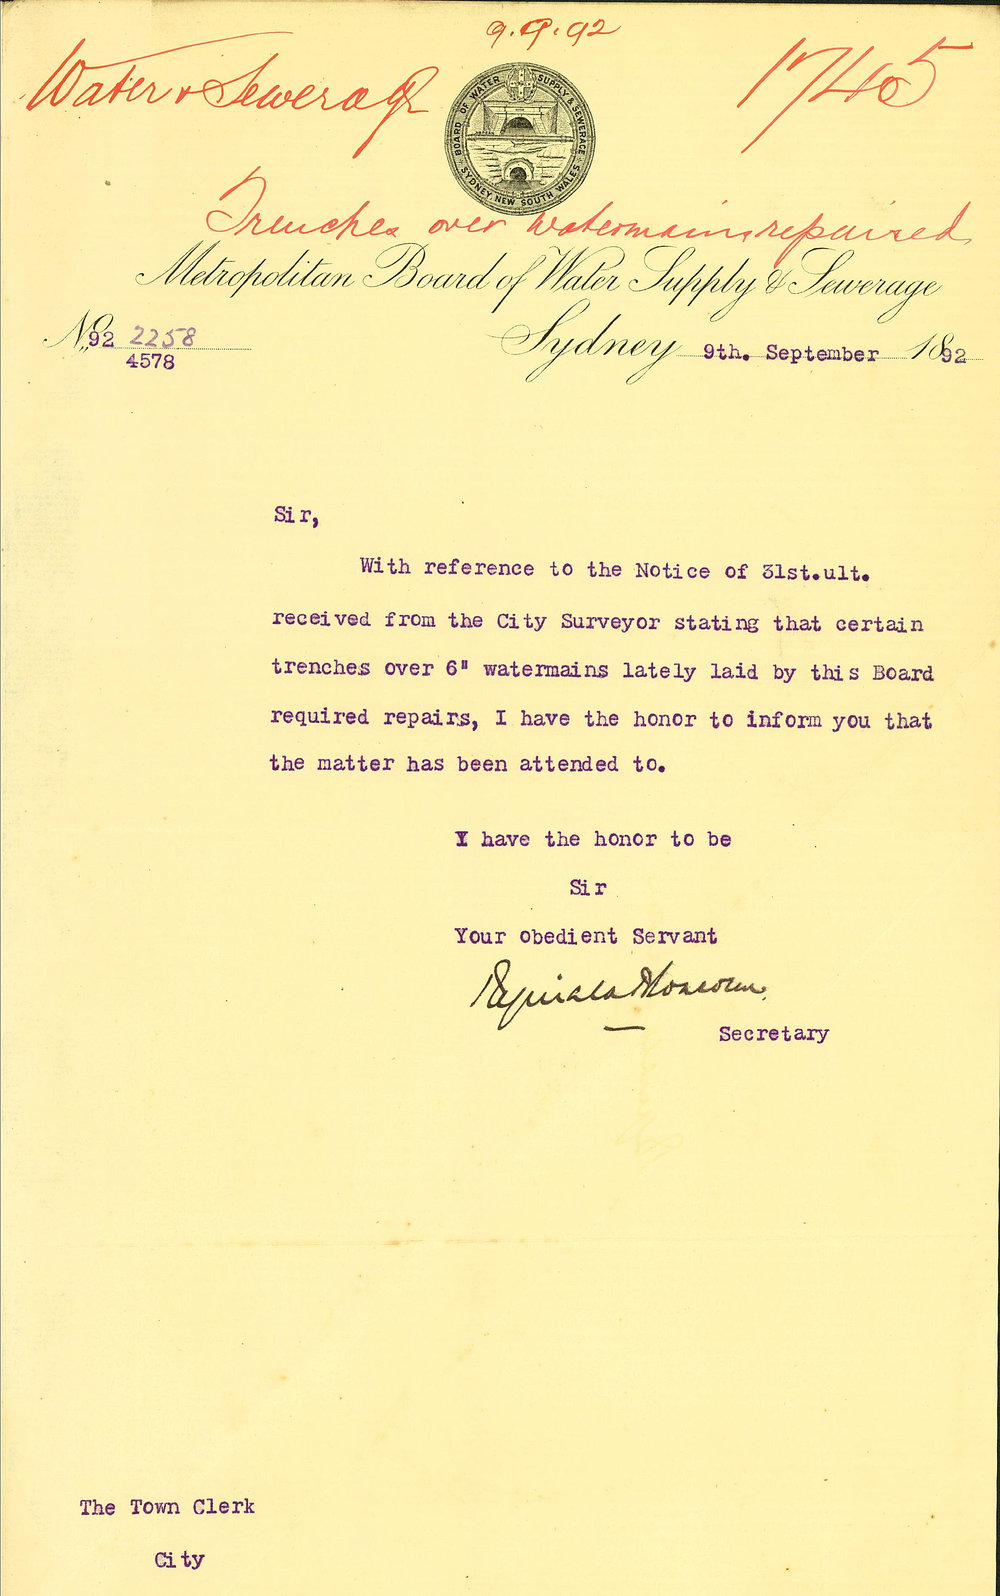 9.9.92
Water & Sewerage
1745
BOARD OF WATER SUPPLY & SEWERAGE
SYDNEY, NEW SOUTH WALES
Trenches over watermains repaired
Metropolitan Board of Water Supply & Sewerage
No. 92 2258
4578
Sydney 9th. September 1892
Sir,
With reference to the Notice of 31st.ult.
received from the City Surveyor stating that certain
trenches over 6" watermains lately laid by this Board
required repairs, I have the honor to inform you that
the matter has been attended to.
I have the honor to be
Sir
Your obedient Servant
Secretary
The Town Clerk
City